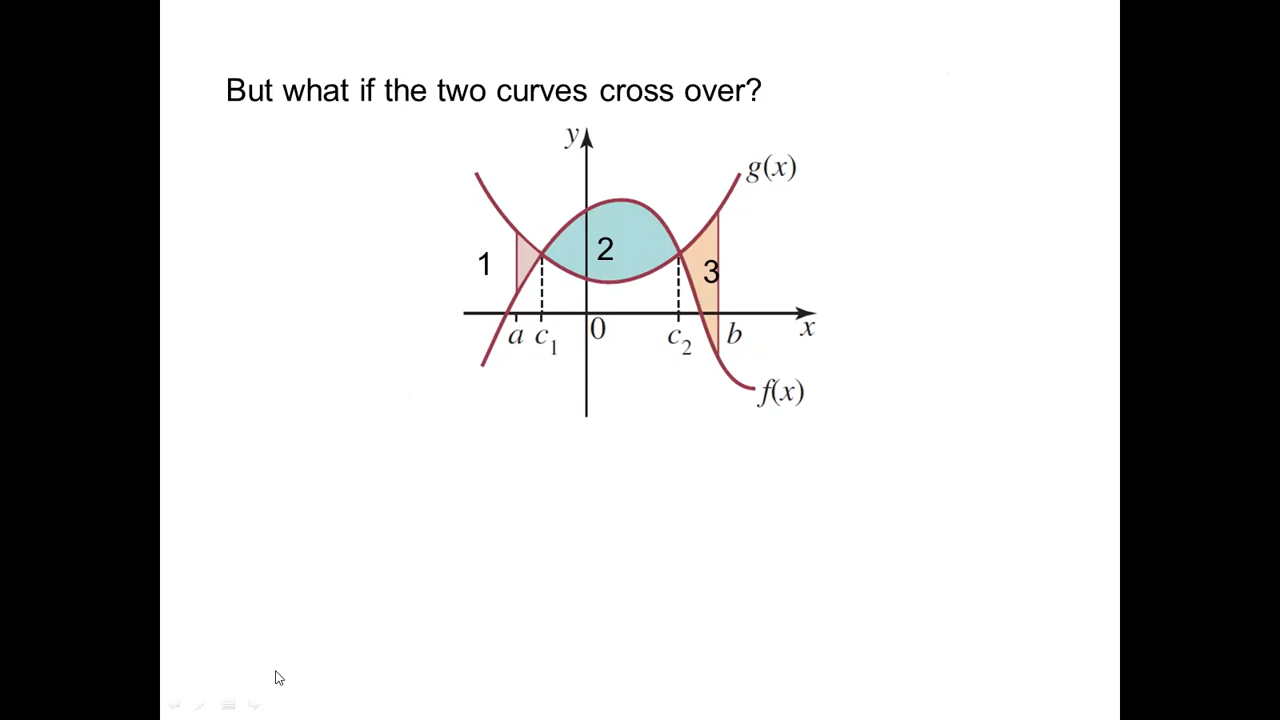 But what if the two curves cross over?
y
g(x)
1
2
3
a c₁ 0 c₂ b x
f(x)